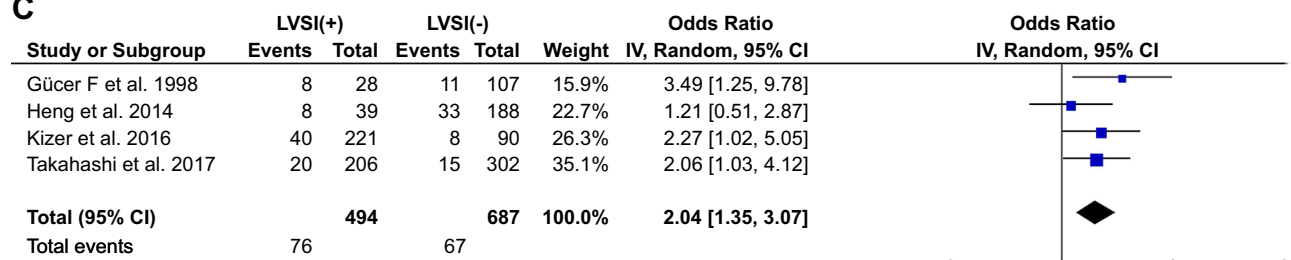 C
LVSI(+) LVSI(-) Odds Ratio Odds Ratio
Study or Subgroup Events Total Events Total Weight IV, Random, 95% CI IV, Random, 95% CI
Gücer F et al. 1998 8 28 11 107 15.9% 3.49 [1.25, 9.78]
Heng et al. 2014 8 39 33 188 22.7% 1.21 [0.51, 2.87]
Kizer et al. 2016 40 221 8 90 26.3% 2.27 [1.02, 5.05]
Takahashi et al. 2017 20 206 15 302 35.1% 2.06 [1.03, 4.12]
Total (95% CI) 494 687 100.0% 2.04 [1.35, 3.07]
Total events 76 67